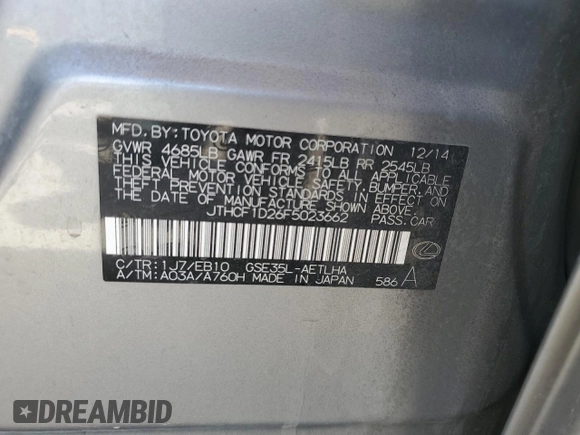 MFD. BY: TOYOTA MOTOR CORPORATION 12/14
GVWR 4685LB GAWR FR 2415LB RR 2545LB
THIS VEHICLE CONFORMS TO ALL APPLICABLE
FEDERAL MOTOR VEHICLE SAFETY, BUMPER, AND
THEFT PREVENTION STANDARDS IN EFFECT ON
THE DATE OF MANUFACTURE SHOWN ABOVE.
JTHCF1D26F5023662 PASS. CAR
C/TR: 1J7/EB10 GSE35L-AETLHA
A/TM: A03A/A760H MADE IN JAPAN 586 A
DREAMBID